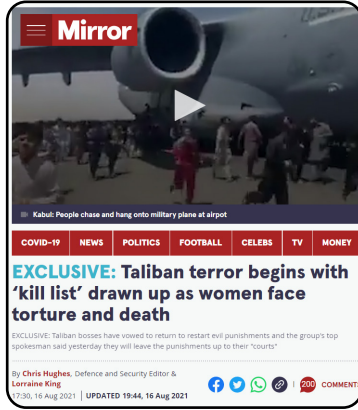 Mirror
Kabul: People chase and hang onto military plane at airpot
COVID-19 NEWS POLITICS FOOTBALL CELEBS TV MONEY
EXCLUSIVE: Taliban terror begins with
‘kill list’ drawn up as women face
torture and death
EXCLUSIVE: Taliban bosses have vowed to return to restart evil punishments and the group's top
spokesman said yesterday they will leave the punishments up to their "courts"
By Chris Hughes, Defence and Security Editor &
Lorraine King
200 COMMENTS
17:30, 16 Aug 2021 | UPDATED 19:44, 16 Aug 2021